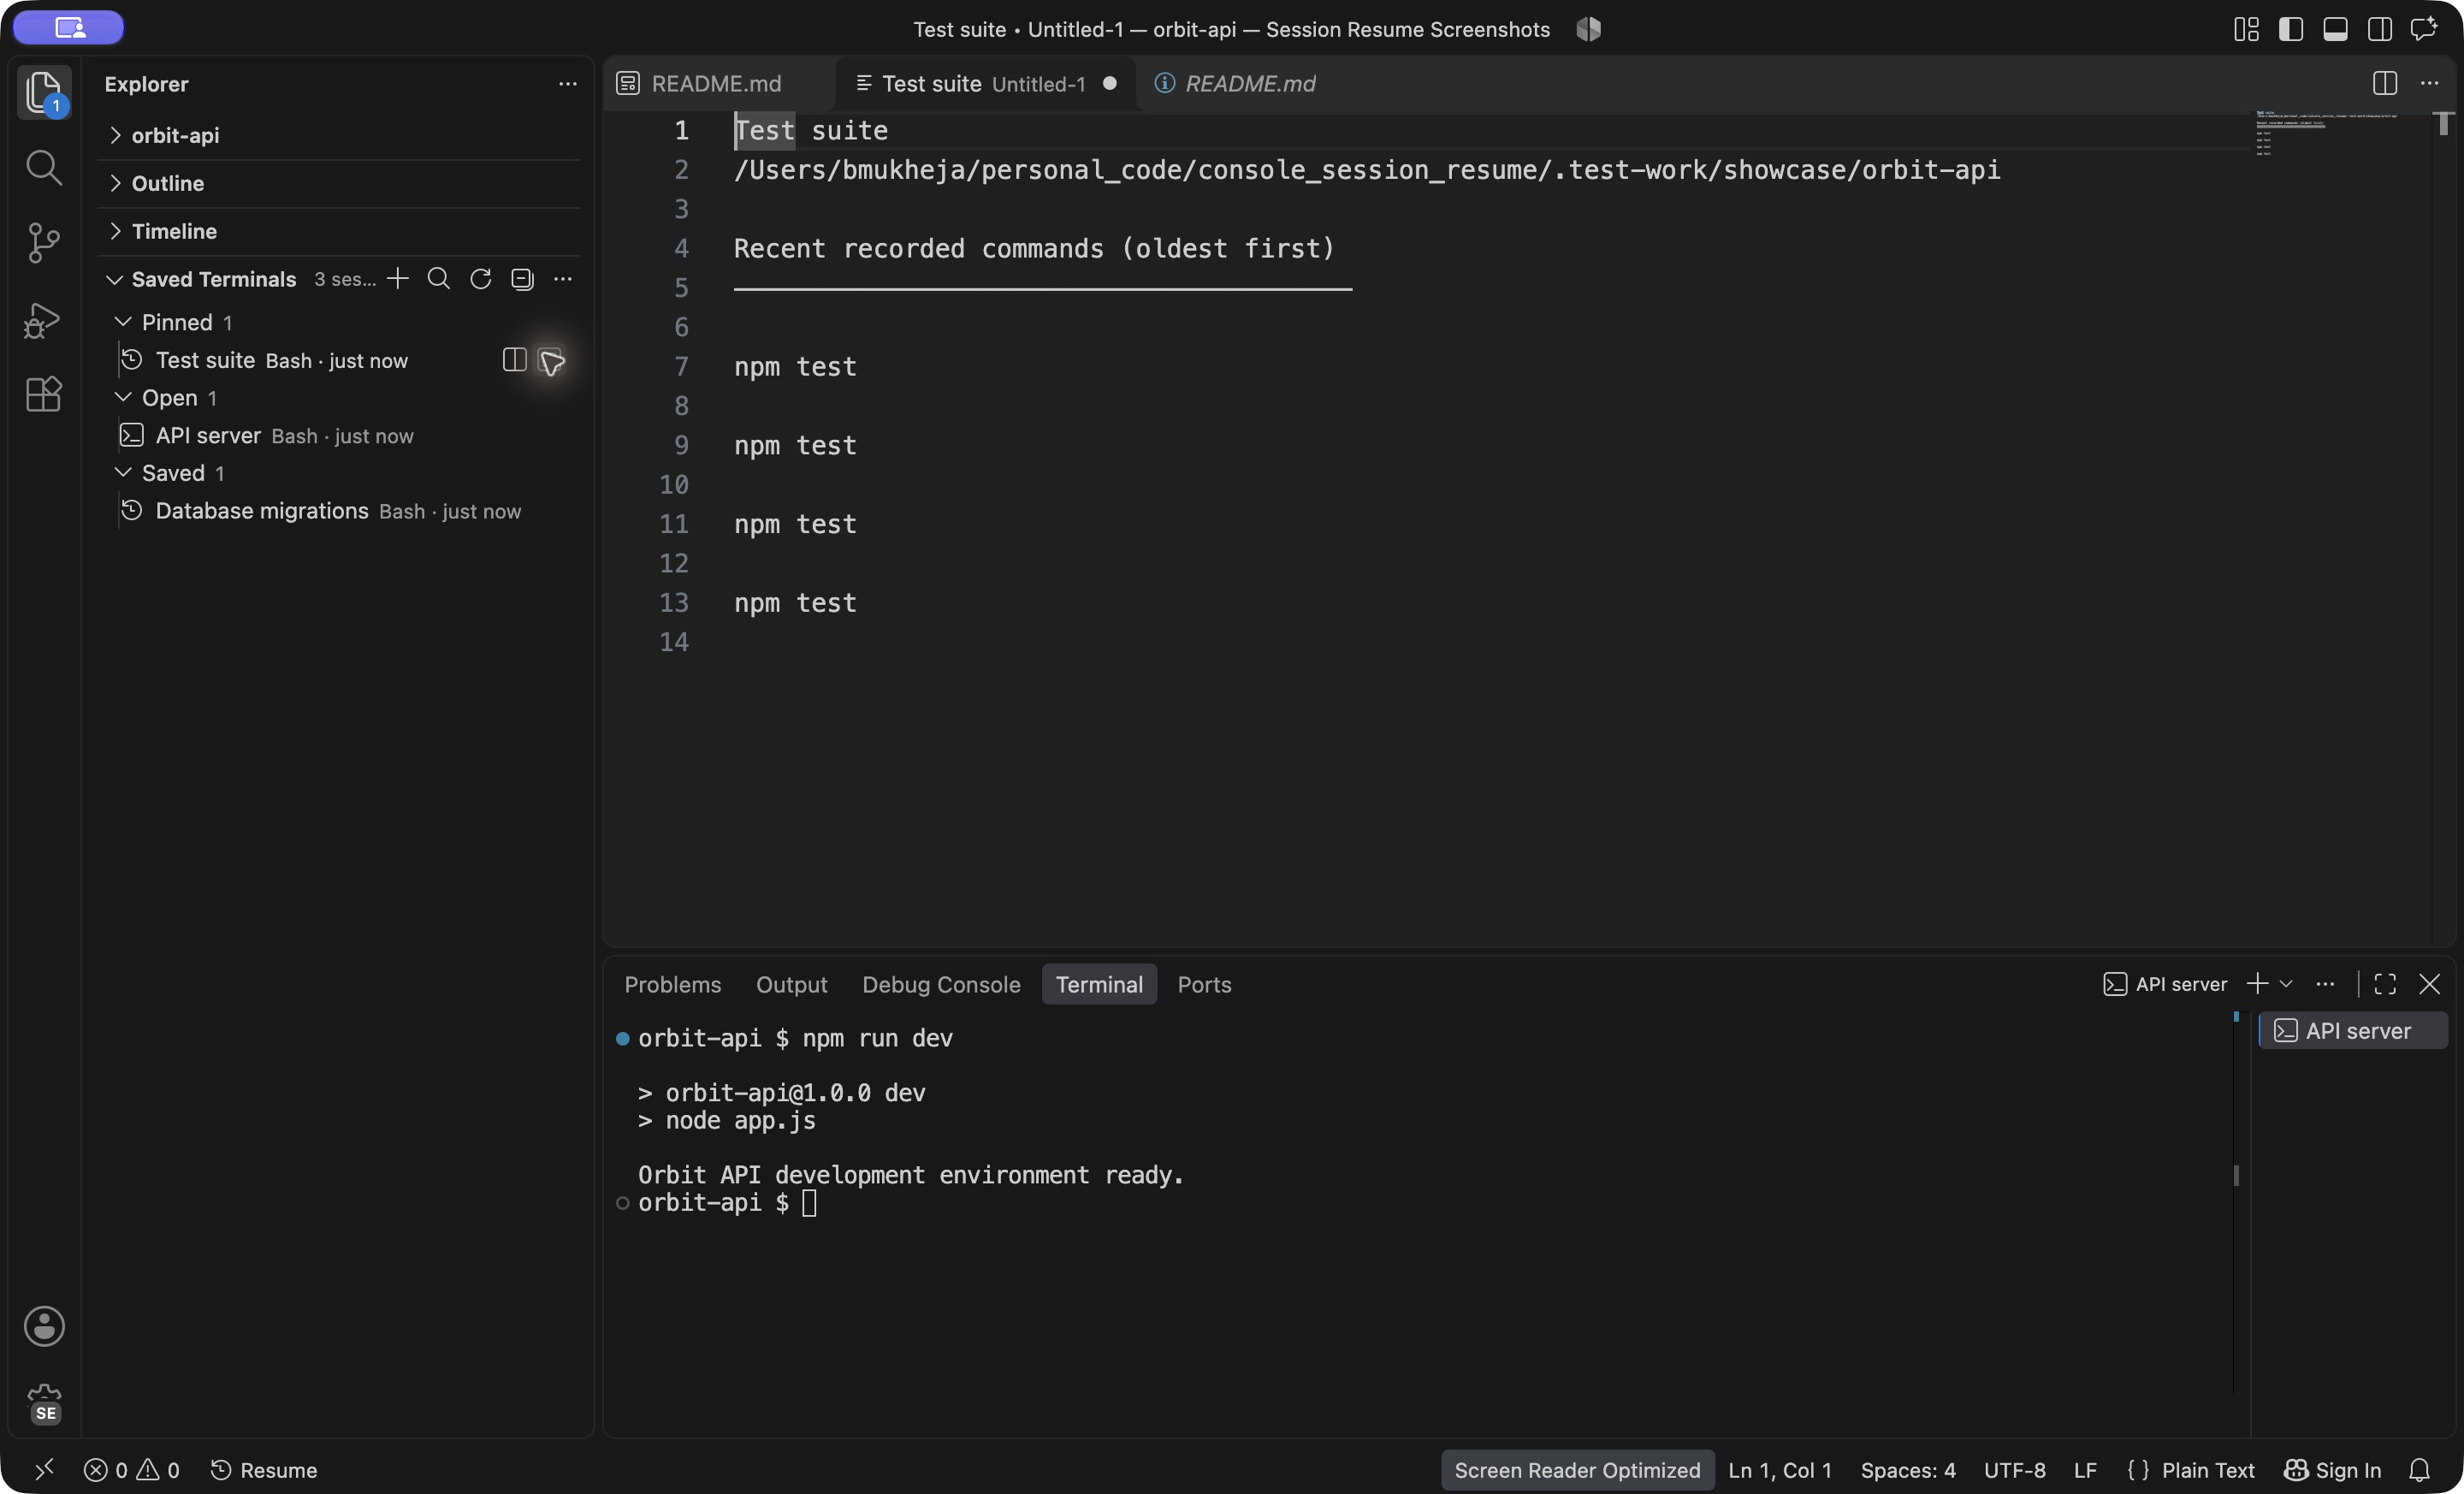 Test suite • Untitled-1 — orbit-api — Session Resume Screenshots
1
Explorer
orbit-api
Outline
Timeline
Saved Terminals 3 ses...
Pinned 1
Test suite Bash · just now
Open 1
API server Bash · just now
Saved 1
Database migrations Bash · just now
SE
README.md
Test suite Untitled-1
README.md
1 Test suite
2 /Users/bmukheja/personal_code/console_session_resume/.test-work/showcase/orbit-api
3
4 Recent recorded commands (oldest first)
5 ────────────────────────────────────────
6
7 npm test
8
9 npm test
10
11 npm test
12
13 npm test
14
Problems Output Debug Console Terminal Ports
API server
API server
orbit-api $ npm run dev
> orbit-api@1.0.0 dev
> node app.js
Orbit API development environment ready.
orbit-api $
0 0 Resume
Screen Reader Optimized Ln 1, Col 1 Spaces: 4 UTF-8 LF {} Plain Text Sign In